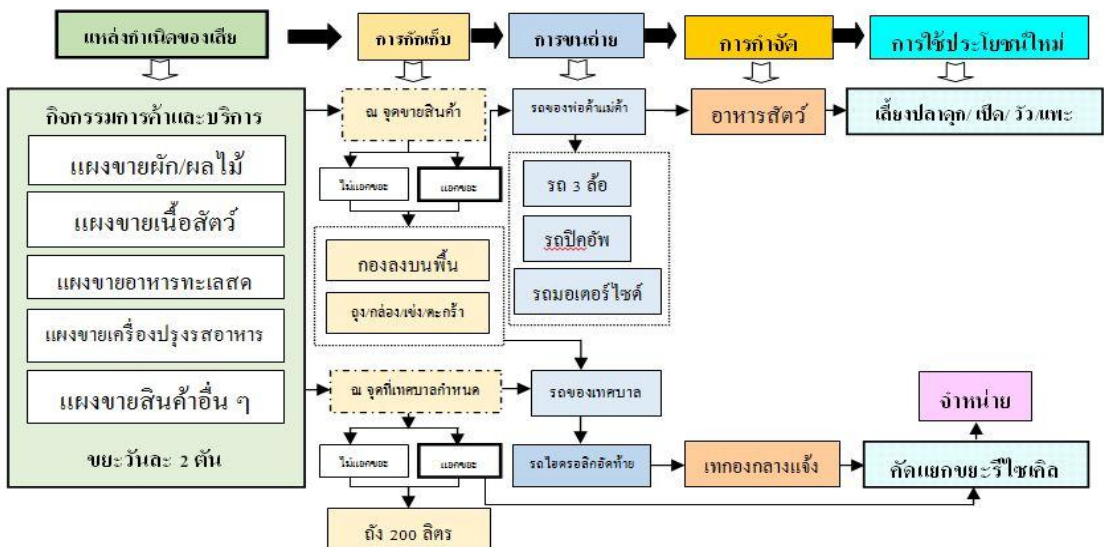 แหล่งกำเนิดของเสีย
การกักเก็บ
การขนถ่าย
การกำจัด
การใช้ประโยชน์ใหม่
กิจกรรมการค้าและบริการ
แผงขายผัก/ผลไม้
แผงขายเนื้อสัตว์
แผงขายอาหารทะเลสด
แผงขายเครื่องปรุงรสอาหาร
แผงขายสินค้าอื่น ๆ
ขยะวันละ 2 ตัน
ณ จุดขายสินค้า
ไม่แยกขยะ
แยกขยะ
กองลงบนพื้น
ถุง/กล่อง/เข่ง/ตะกร้า
ณ จุดที่เทศบาลกำหนด
ไม่แยกขยะ
แยกขยะ
ถัง 200 ลิตร
รถของพ่อค้าแม่ค้า
รถ 3 ล้อ
รถปิคอัพ
รถมอเตอร์ไซด์
รถของเทศบาล
รถไฮดรอลิกอัดท้าย
อาหารสัตว์
เทกองกลางแจ้ง
เลี้ยงปลาดุก/ เป็ด/ วัว/แพะ
จำหน่าย
คัดแยกขยะรีไซเคิล